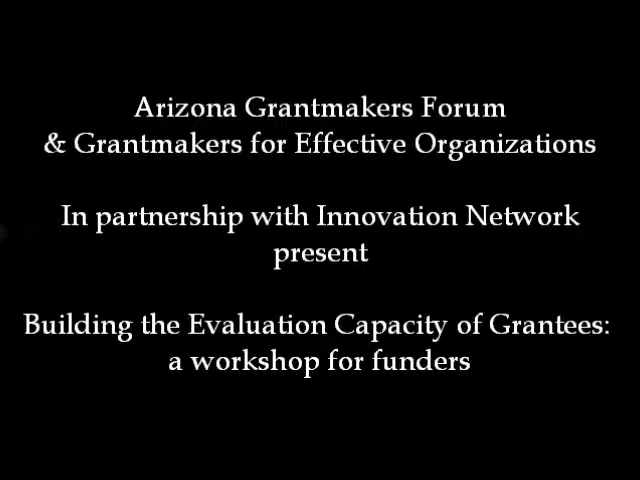 Arizona Grantmakers Forum
& Grantmakers for Effective Organizations
In partnership with Innovation Network
present
Building the Evaluation Capacity of Grantees:
a workshop for funders